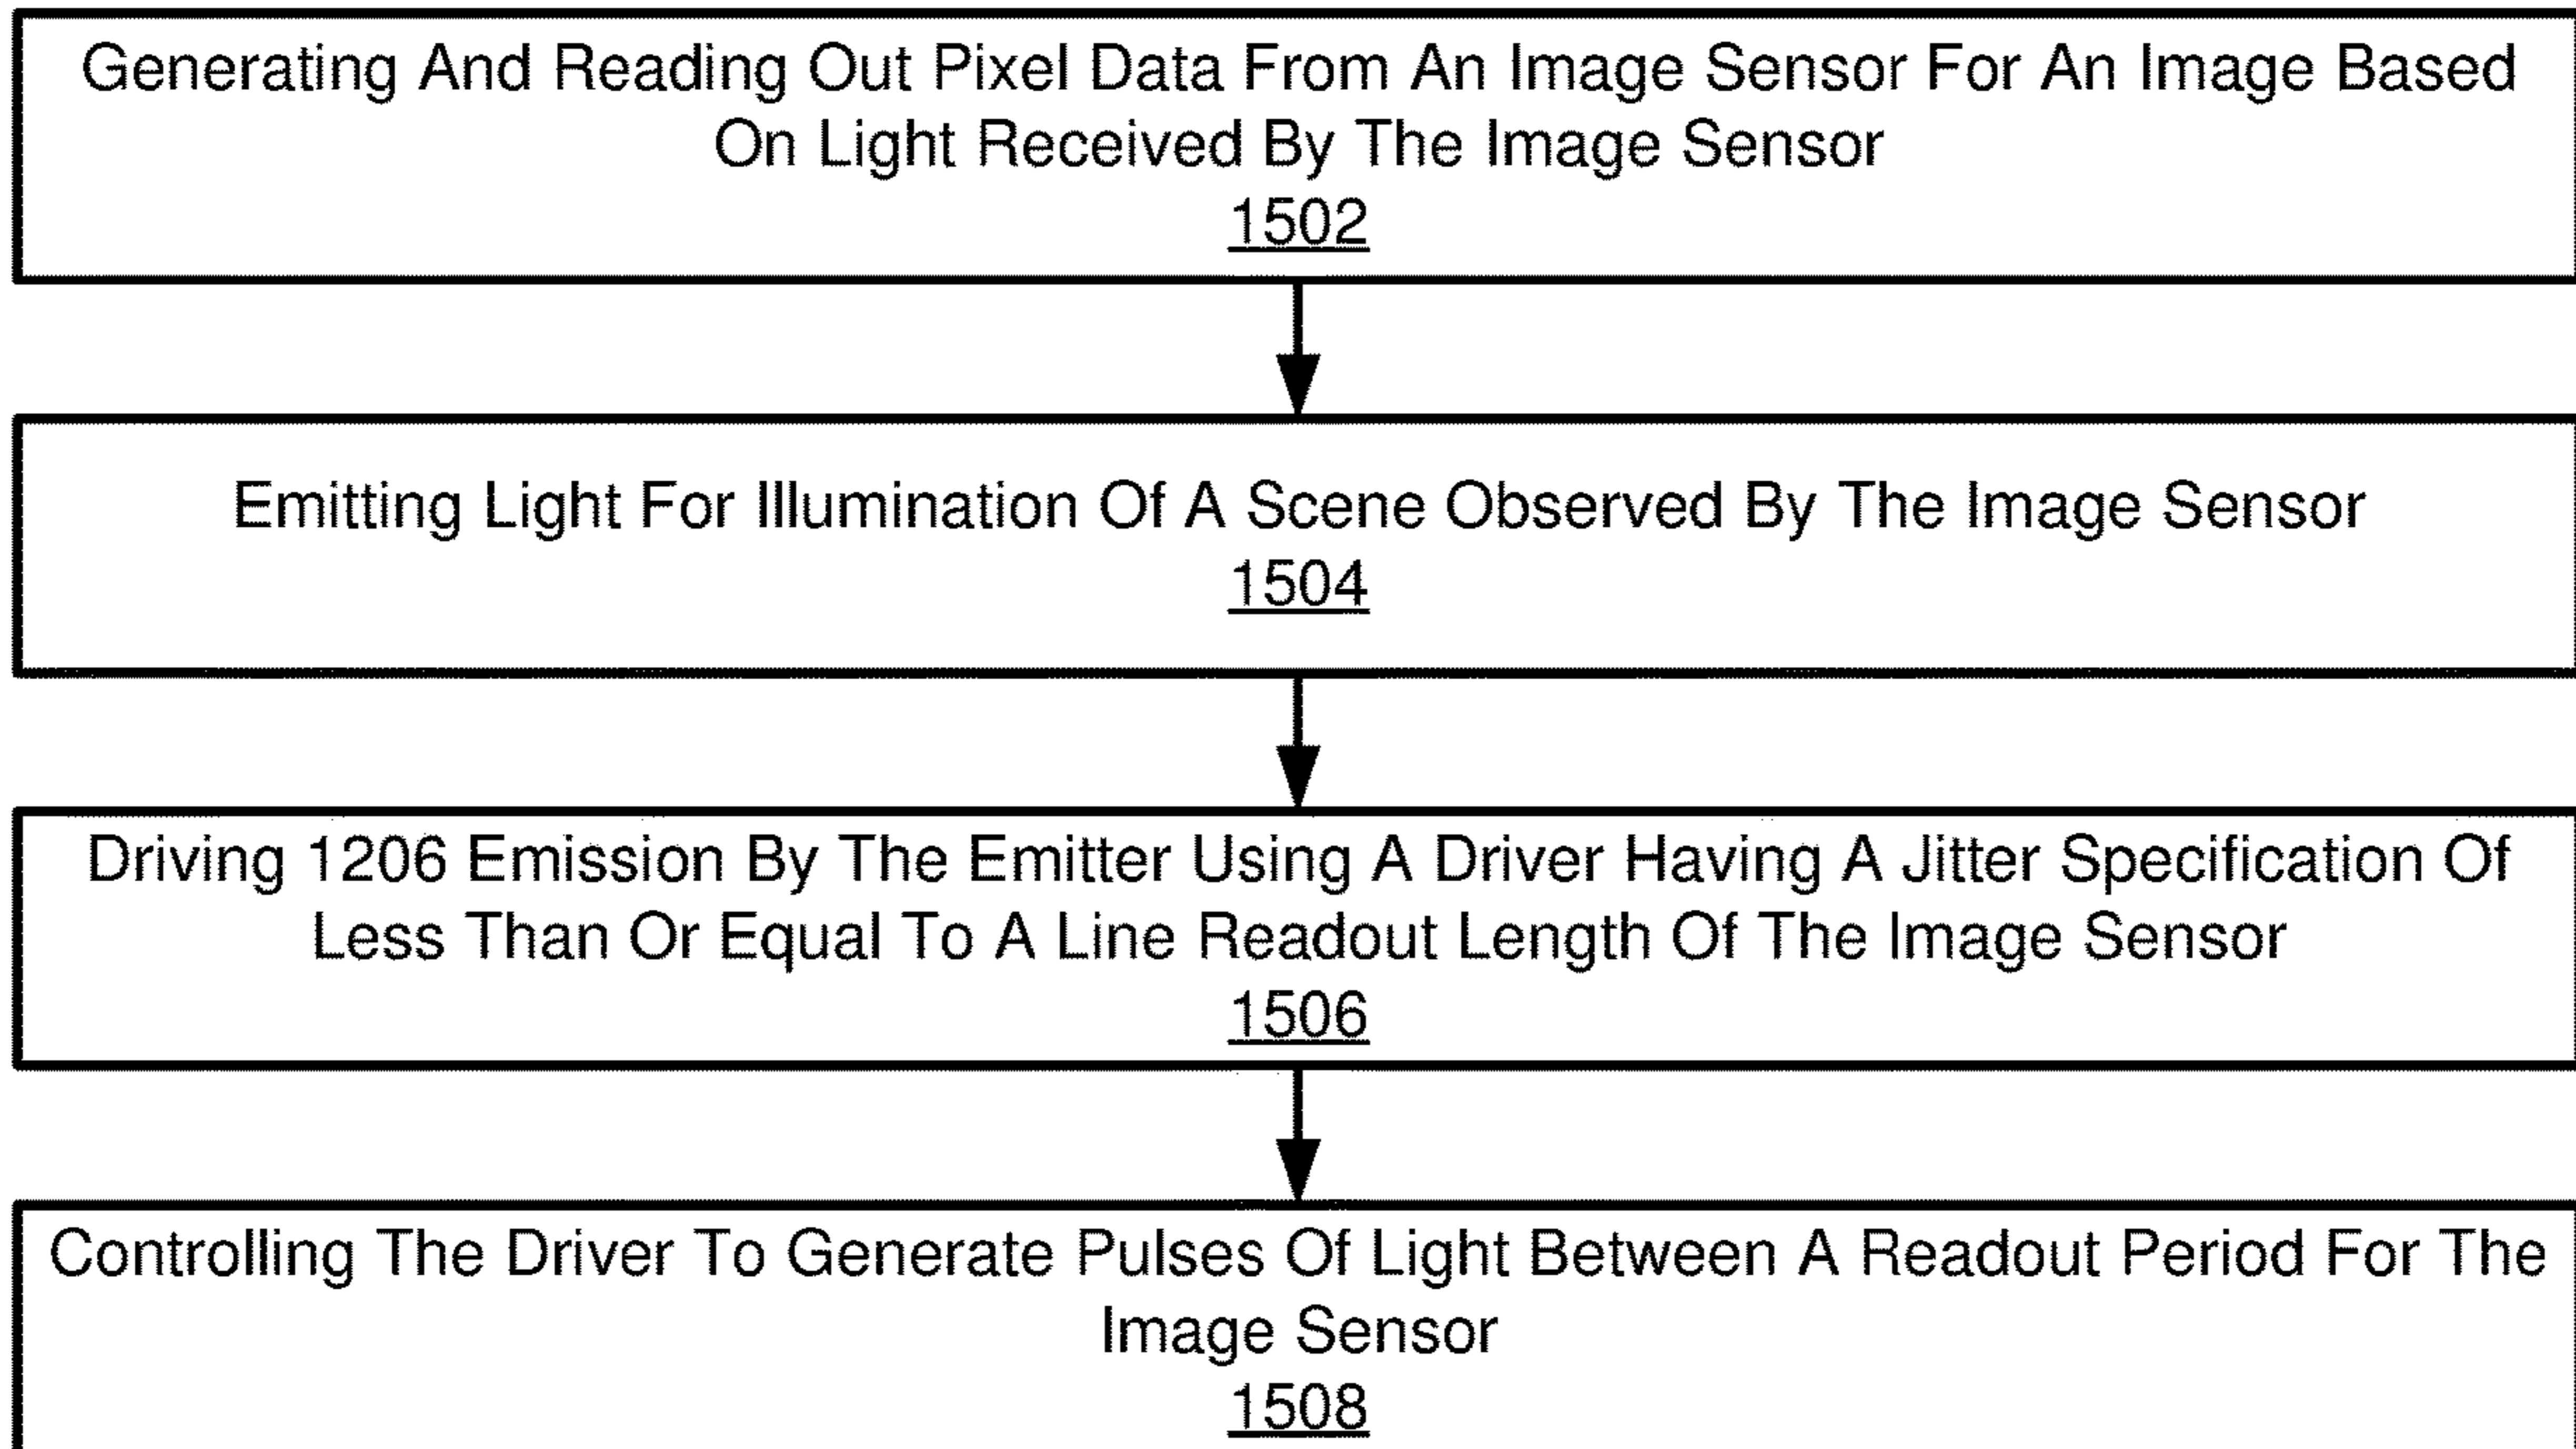 Generating And Reading Out Pixel Data From An Image Sensor For An Image Based
On Light Received By The Image Sensor
1502
Emitting Light For Illumination Of A Scene Observed By The Image Sensor
1504
Driving 1206 Emission By The Emitter Using A Driver Having A Jitter Specification Of
Less Than Or Equal To A Line Readout Length Of The Image Sensor
1506
Controlling The Driver To Generate Pulses Of Light Between A Readout Period For The
Image Sensor
1508